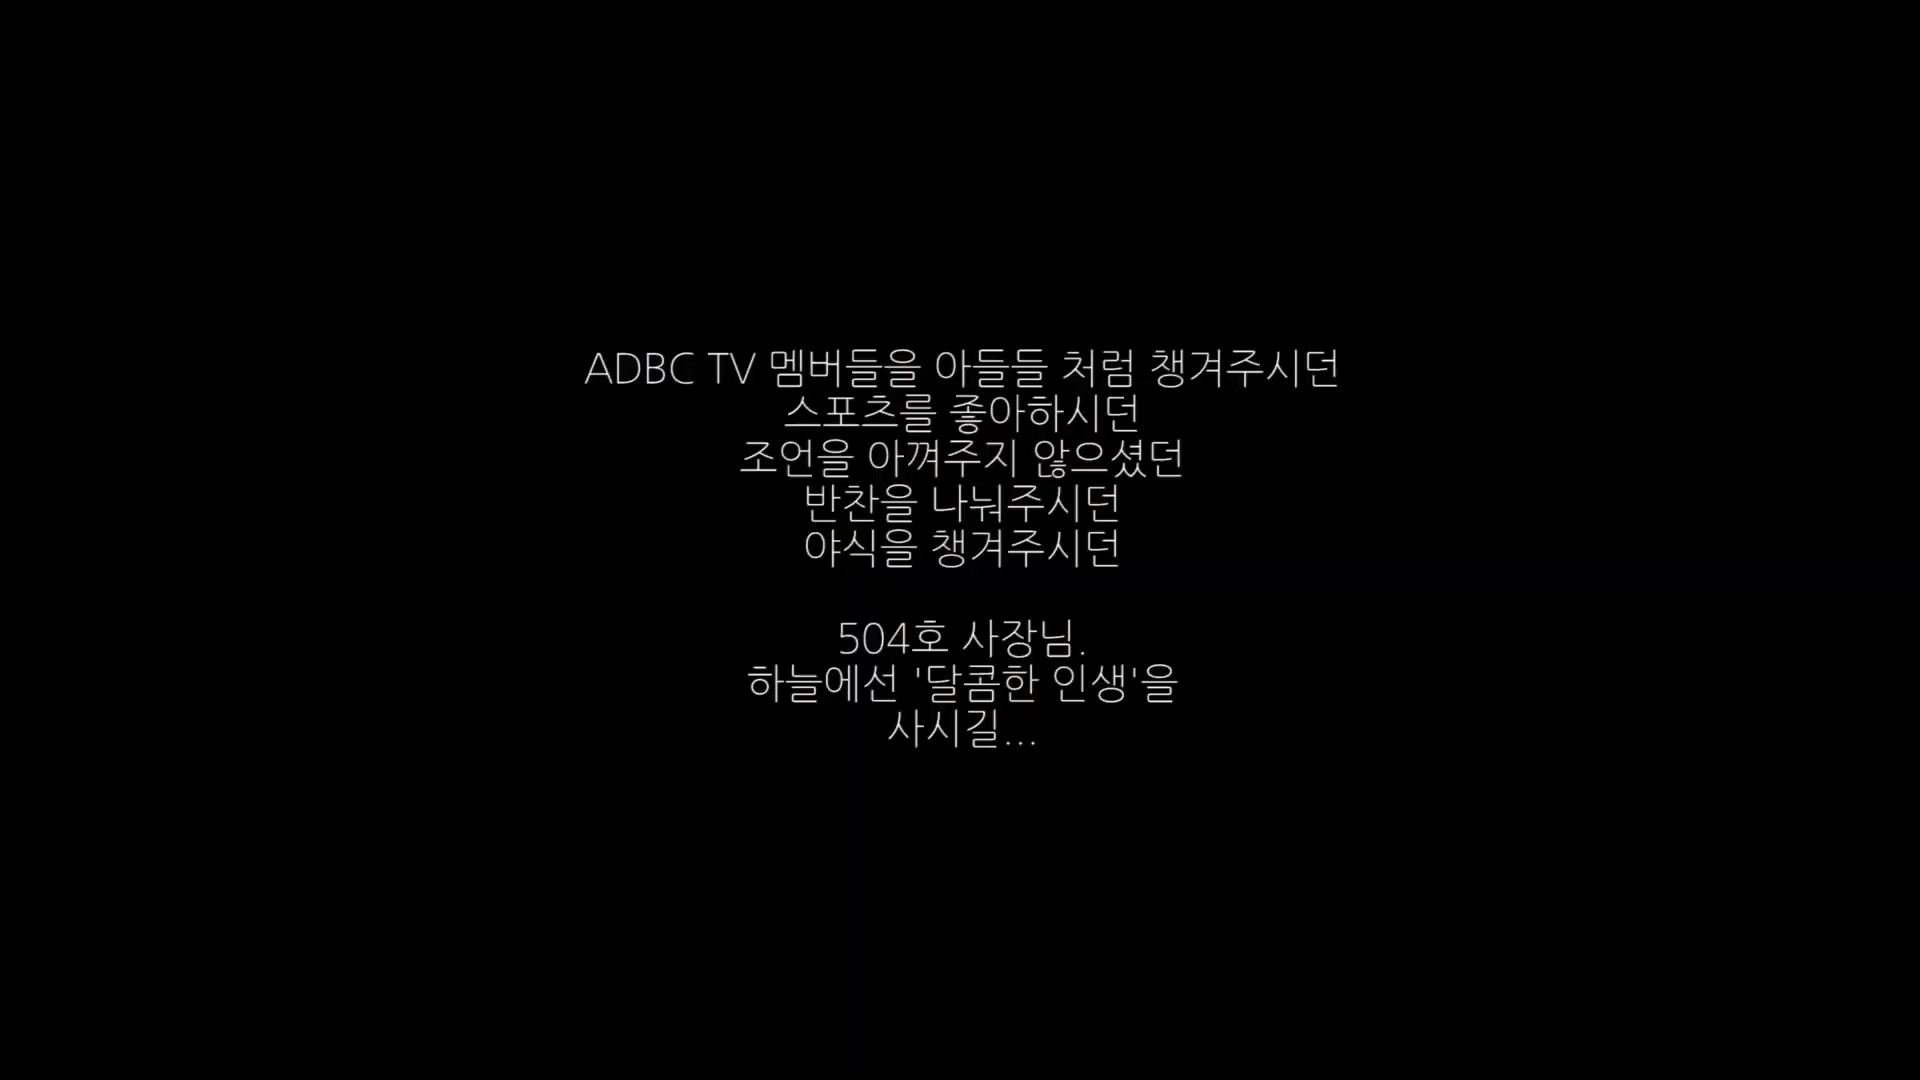 ADBC TV 멤버들을 아들들 처럼 챙겨주시던
스포츠를 좋아하시던
조언을 아껴주지 않으셨던
반찬을 나눠주시던
야식을 챙겨주시던
504호 사장님.
하늘에선 '달콤한 인생'을
사시길...